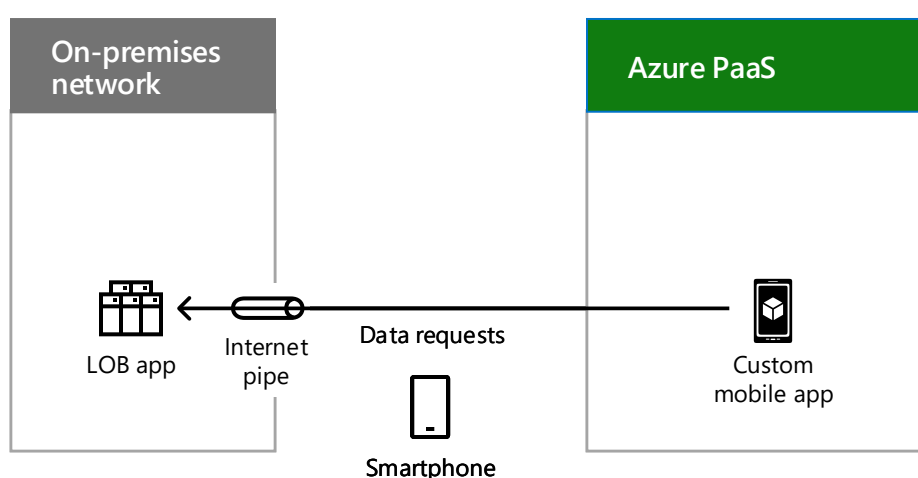 On-premises
network
Azure PaaS
LOB app
Internet
pipe
Data requests
Custom
mobile app
Smartphone